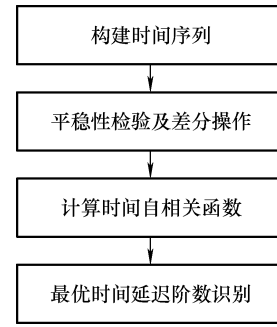 构建时间序列
平稳性检验及差分操作
计算时间自相关函数
最优时间延迟阶数识别